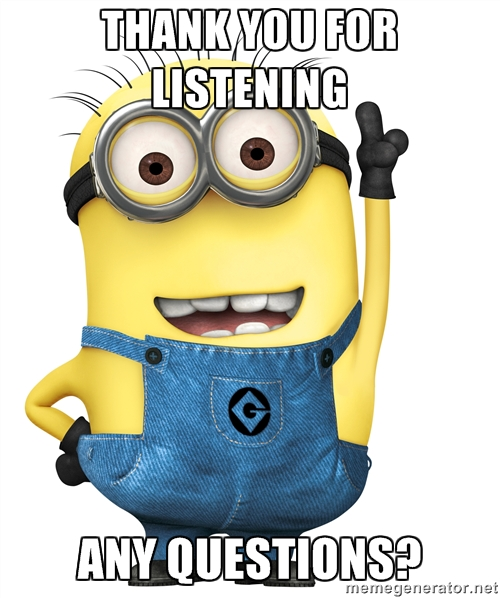 THANK YOU FOR
LISTENING
G
ANY QUESTIONS?
memegenerator.net